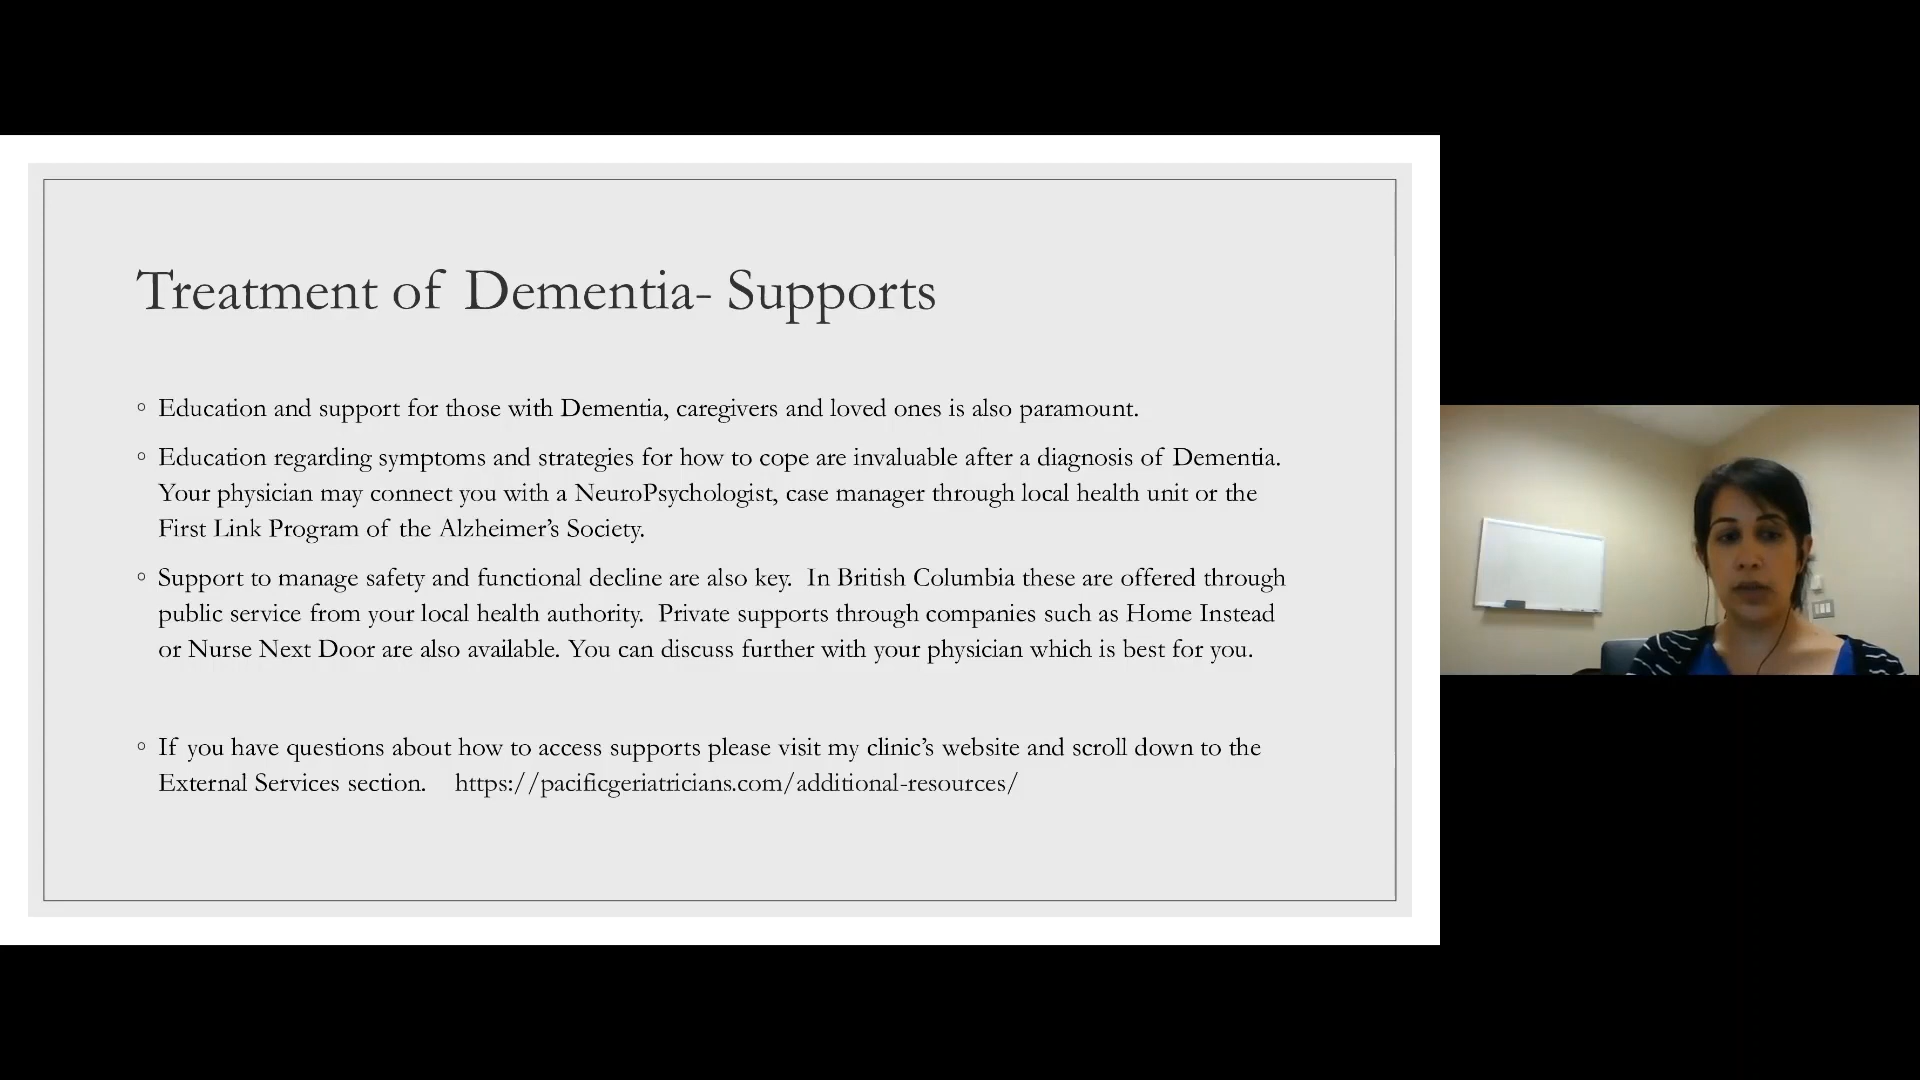 Treatment of Dementia- Supports
◦ Education and support for those with Dementia, caregivers and loved ones is also paramount.
◦ Education regarding symptoms and strategies for how to cope are invaluable after a diagnosis of Dementia.
Your physician may connect you with a NeuroPsychologist, case manager through local health unit or the
First Link Program of the Alzheimer’s Society.
◦ Support to manage safety and functional decline are also key.  In British Columbia these are offered through
public service from your local health authority.  Private supports through companies such as Home Instead
or Nurse Next Door are also available. You can discuss further with your physician which is best for you.
◦ If you have questions about how to access supports please visit my clinic’s website and scroll down to the
External Services section.    https://pacificgeriatricians.com/additional-resources/